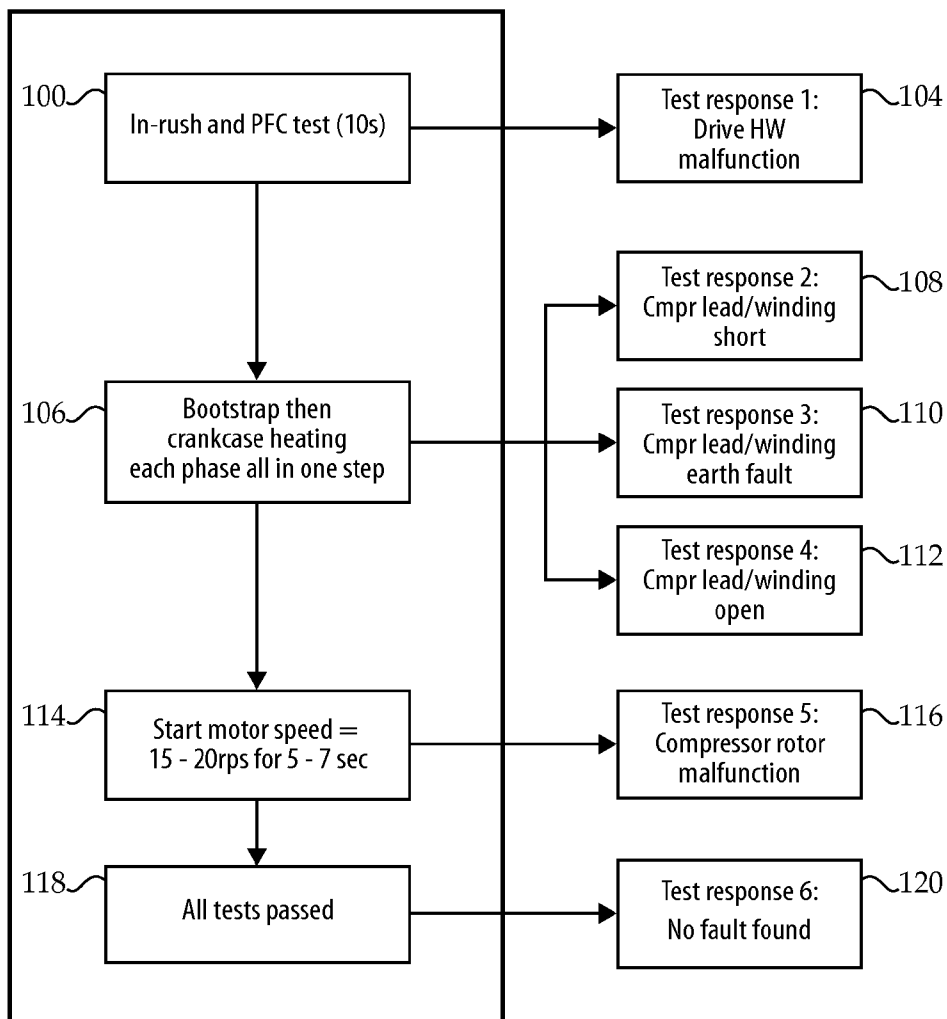 100
In-rush and PFC test (10s)
Test response 1:
Drive HW
malfunction
104
Test response 2:
Cmpr lead/winding
short
108
106
Bootstrap then
crankcase heating
each phase all in one step
Test response 3:
Cmpr lead/winding
earth fault
110
Test response 4:
Cmpr lead/winding
open
112
114
Start motor speed =
15 - 20rps for 5 - 7 sec
Test response 5:
Compressor rotor
malfunction
116
118
All tests passed
Test response 6:
No fault found
120